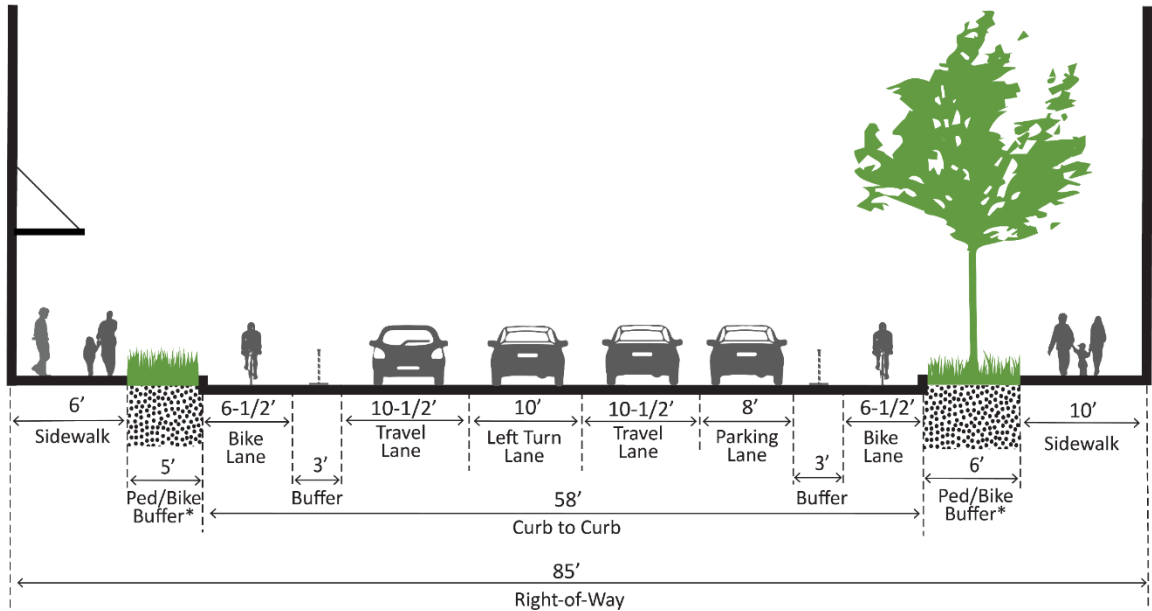 6’
Sidewalk
5’
Ped/Bike
Buffer*
6-1/2’
Bike
Lane
3’
Buffer
10-1/2’
Travel
Lane
10’
Left Turn
Lane
10-1/2’
Travel
Lane
8’
Parking
Lane
3’
Buffer
6-1/2’
Bike
Lane
6’
Ped/Bike
Buffer*
10’
Sidewalk
58’
Curb to Curb
85’
Right-of-Way